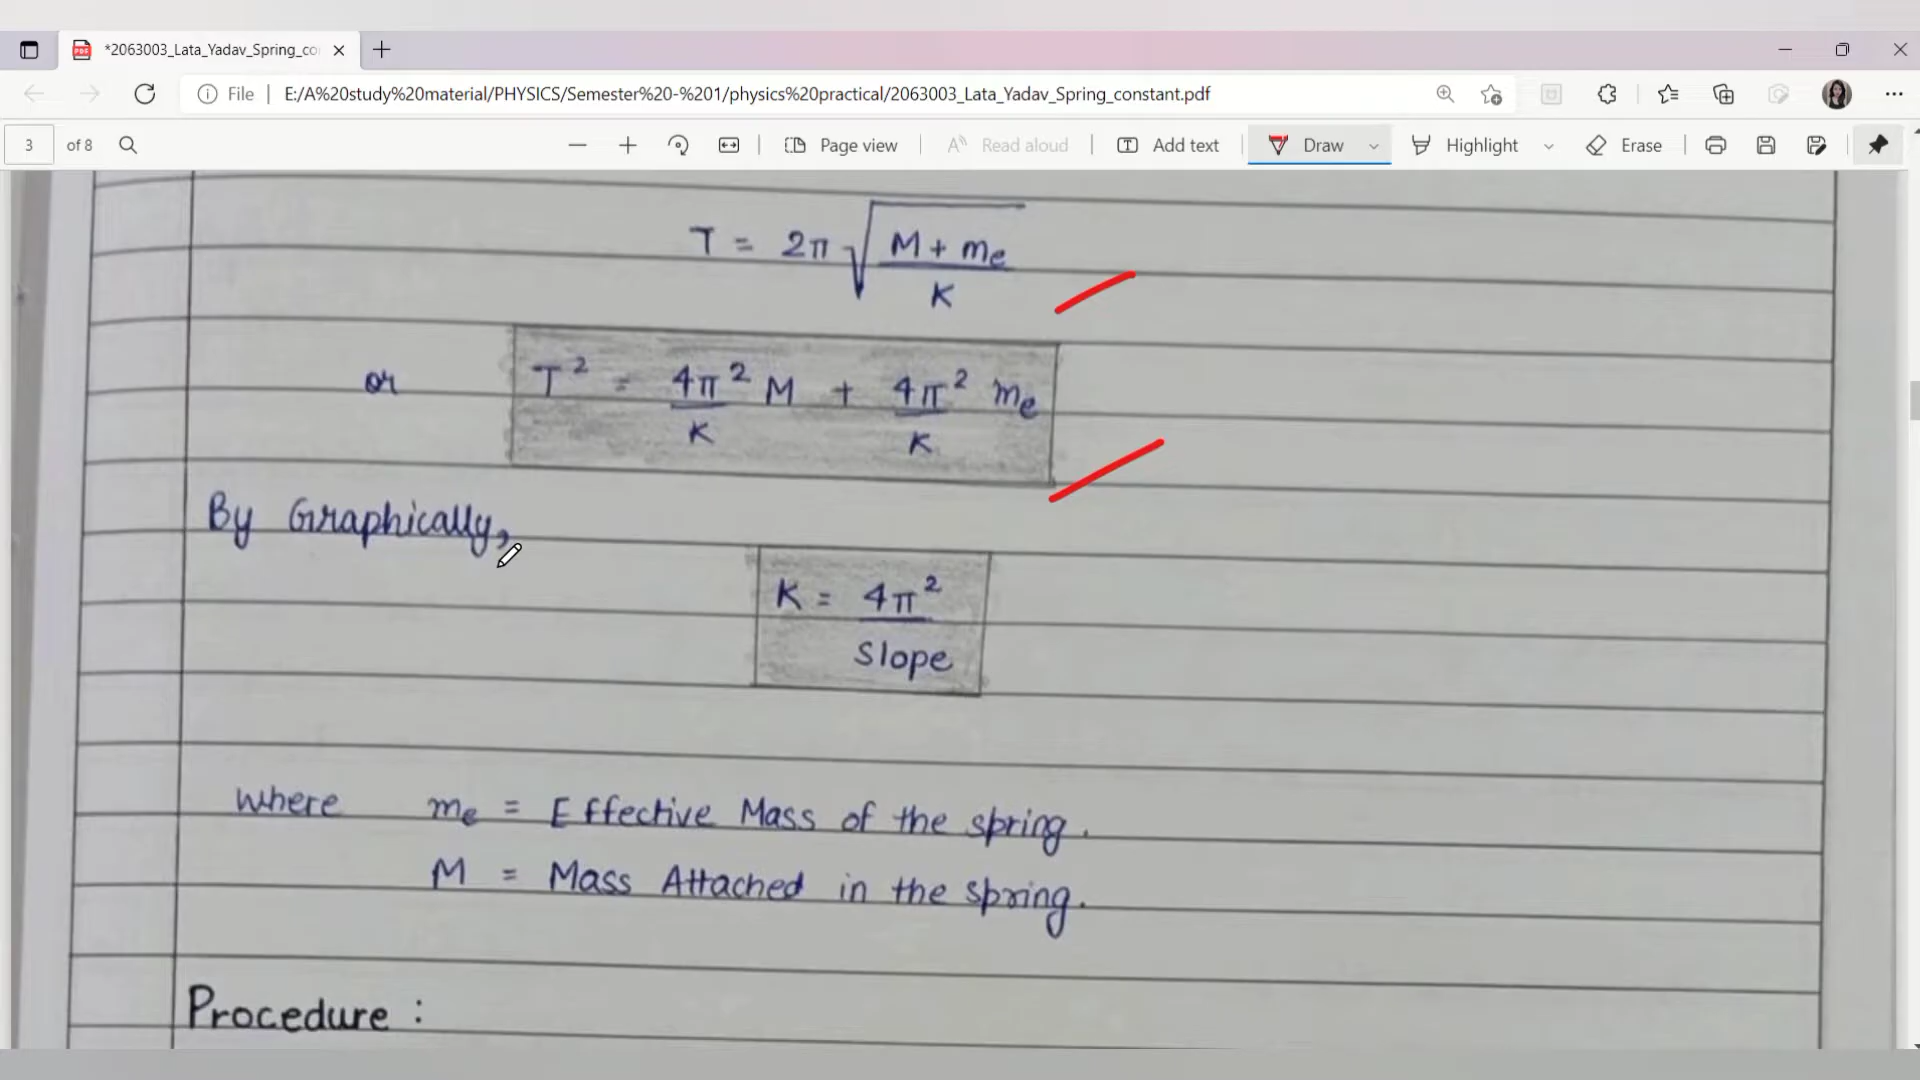 *2063003_Lata_Yadav_Spring_co
File
E:/A%20study%20material/PHYSICS/Semester%20-%201/physics%20practical/2063003_Lata_Yadav_Spring_constant.pdf
3 of 8
Page view
Read aloud
Add text
Draw
Highlight
Erase
T = 2π √((M + me)/K)
or T² = 4π²/K M + 4π²/K me
By Graphically,
K = 4π²/Slope
where me = Effective Mass of the spring.
M = Mass Attached in the spring.
Procedure :